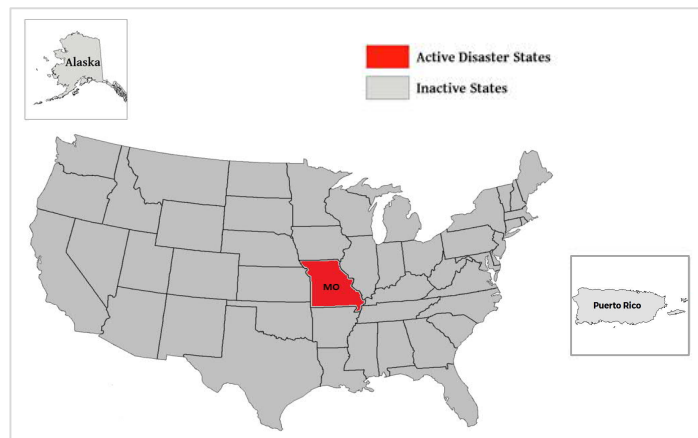 Alaska
Active Disaster States
Inactive States
MO
Puerto Rico